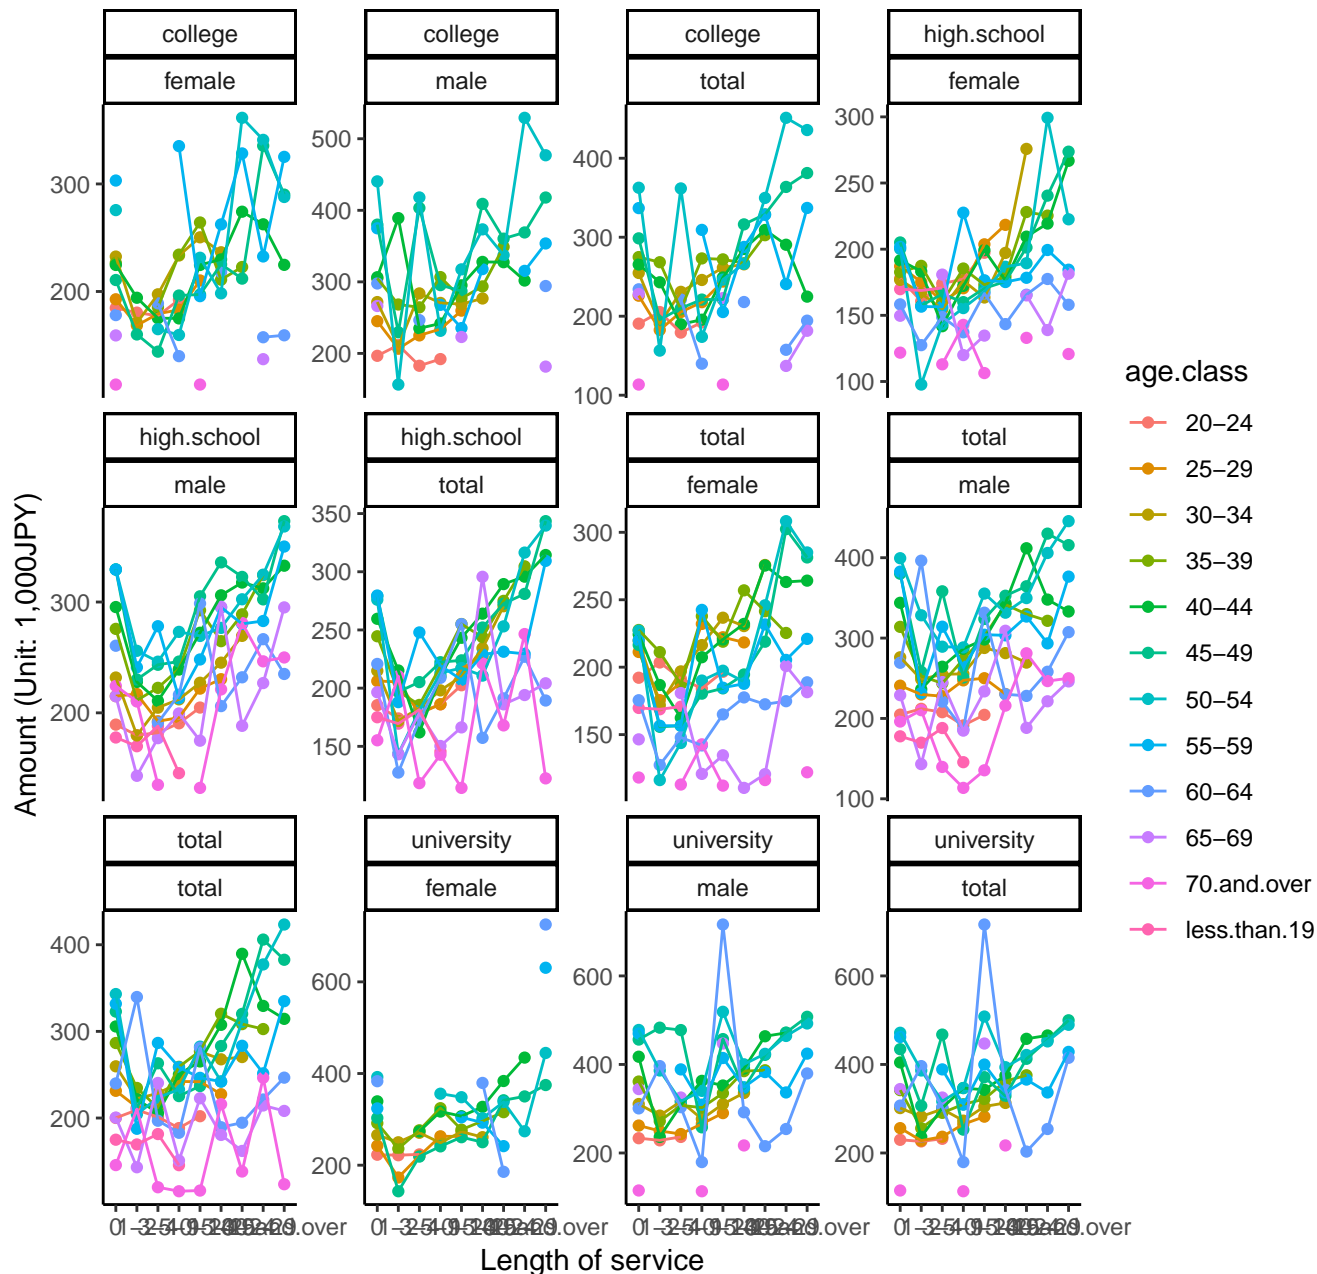 college
college
college
high.school
female
male
total
female
300
200
500
400
300
200
400
300
200
100
300
250
200
150
100
high.school
high.school
total
total
male
total
female
male
300
200
350
300
250
200
150
300
250
200
150
400
300
200
100
total
university
university
university
total
female
male
total
400
300
200
600
400
200
600
400
200
600
400
200
Length of service
Amount (Unit: 1,000JPY)
age.class
20−24
25−29
30−34
35−39
40−44
45−49
50−54
55−59
60−64
65−69
70.and.over
less.than.19